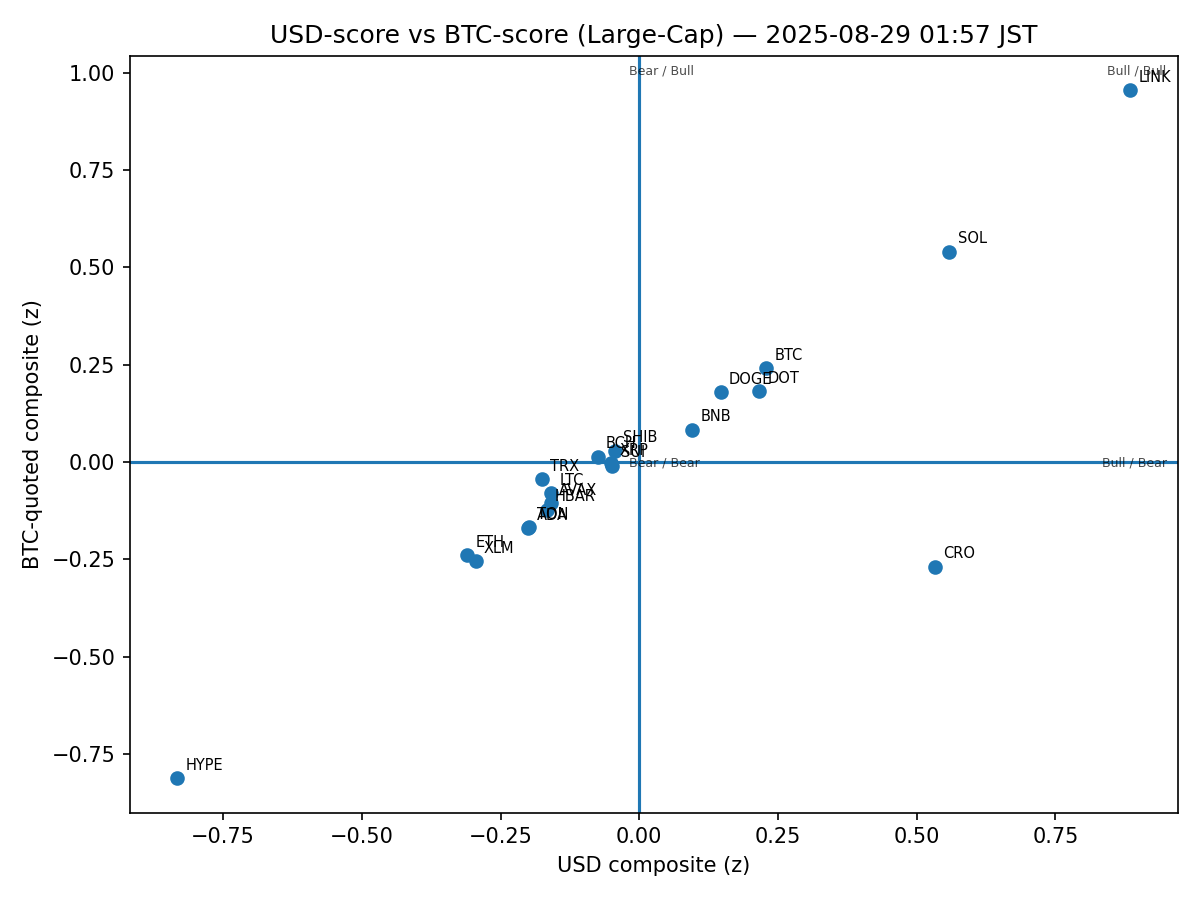 USD-score vs BTC-score (Large-Cap) — 2025-08-29 01:57 JST
Bear / Bull
Bull / Bull
LINK
1.00
0.75
SOL
0.50
BTC
0.25
DOGE
DOT
BNB
SHIB
BCH
XRP
0.00
Bear / Bear
Bull / Bear
TRX
LTC
AVAX
HBAR
TON
ADA
ETH
XLM
−0.25
CRO
−0.50
−0.75
HYPE
−0.75
−0.50
−0.25
0.00
0.25
0.50
0.75
USD composite (z)
BTC-quoted composite (z)